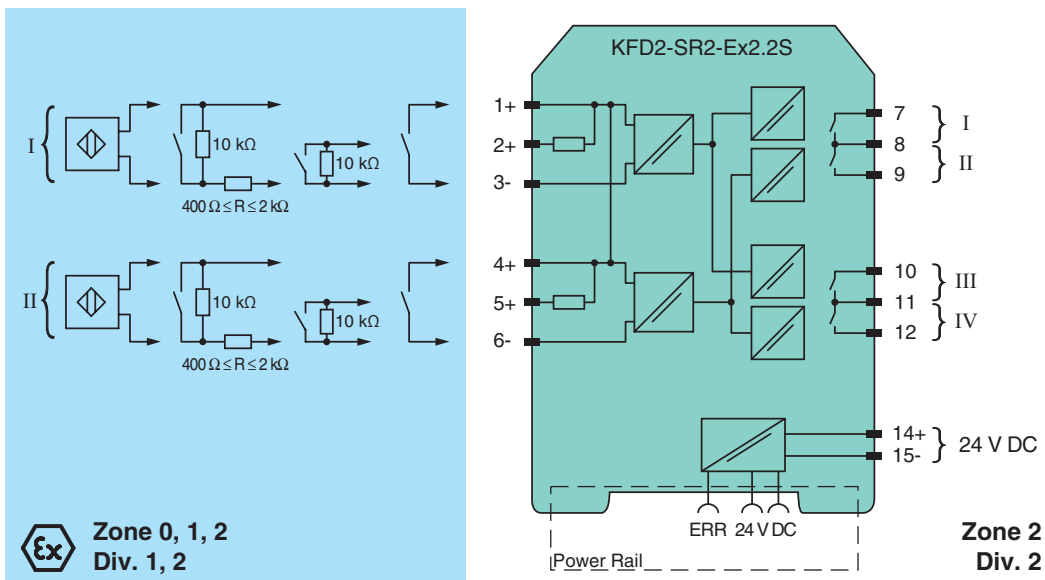 KFD2-SR2-Ex2.2S
I
10 kΩ
10 kΩ
400 Ω ≤ R ≤ 2 kΩ
II
10 kΩ
10 kΩ
400 Ω ≤ R ≤ 2 kΩ
1+
2+
3-
4+
5+
6-
7
8
9
I
II
10
11
12
III
IV
14+
15-
24 V DC
ERR 24 V DC
Power Rail
Ex
Zone 0, 1, 2
Div. 1, 2
Zone 2
Div. 2